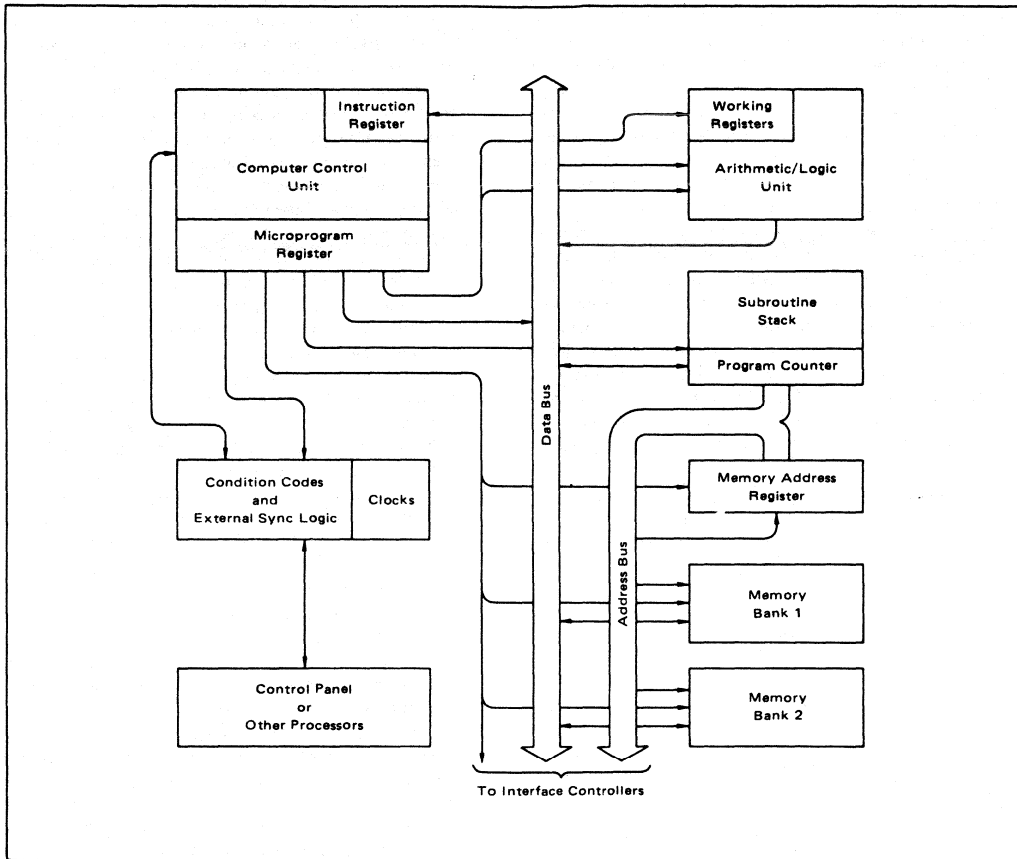 Instruction
Register
Computer Control
Unit
Microprogram
Register
Working
Registers
Arithmetic/Logic
Unit
Subroutine
Stack
Program Counter
Data Bus
Condition Codes
and
External Sync Logic
Clocks
Memory Address
Register
Address Bus
Memory
Bank 1
Control Panel
or
Other Processors
Memory
Bank 2
To Interface Controllers